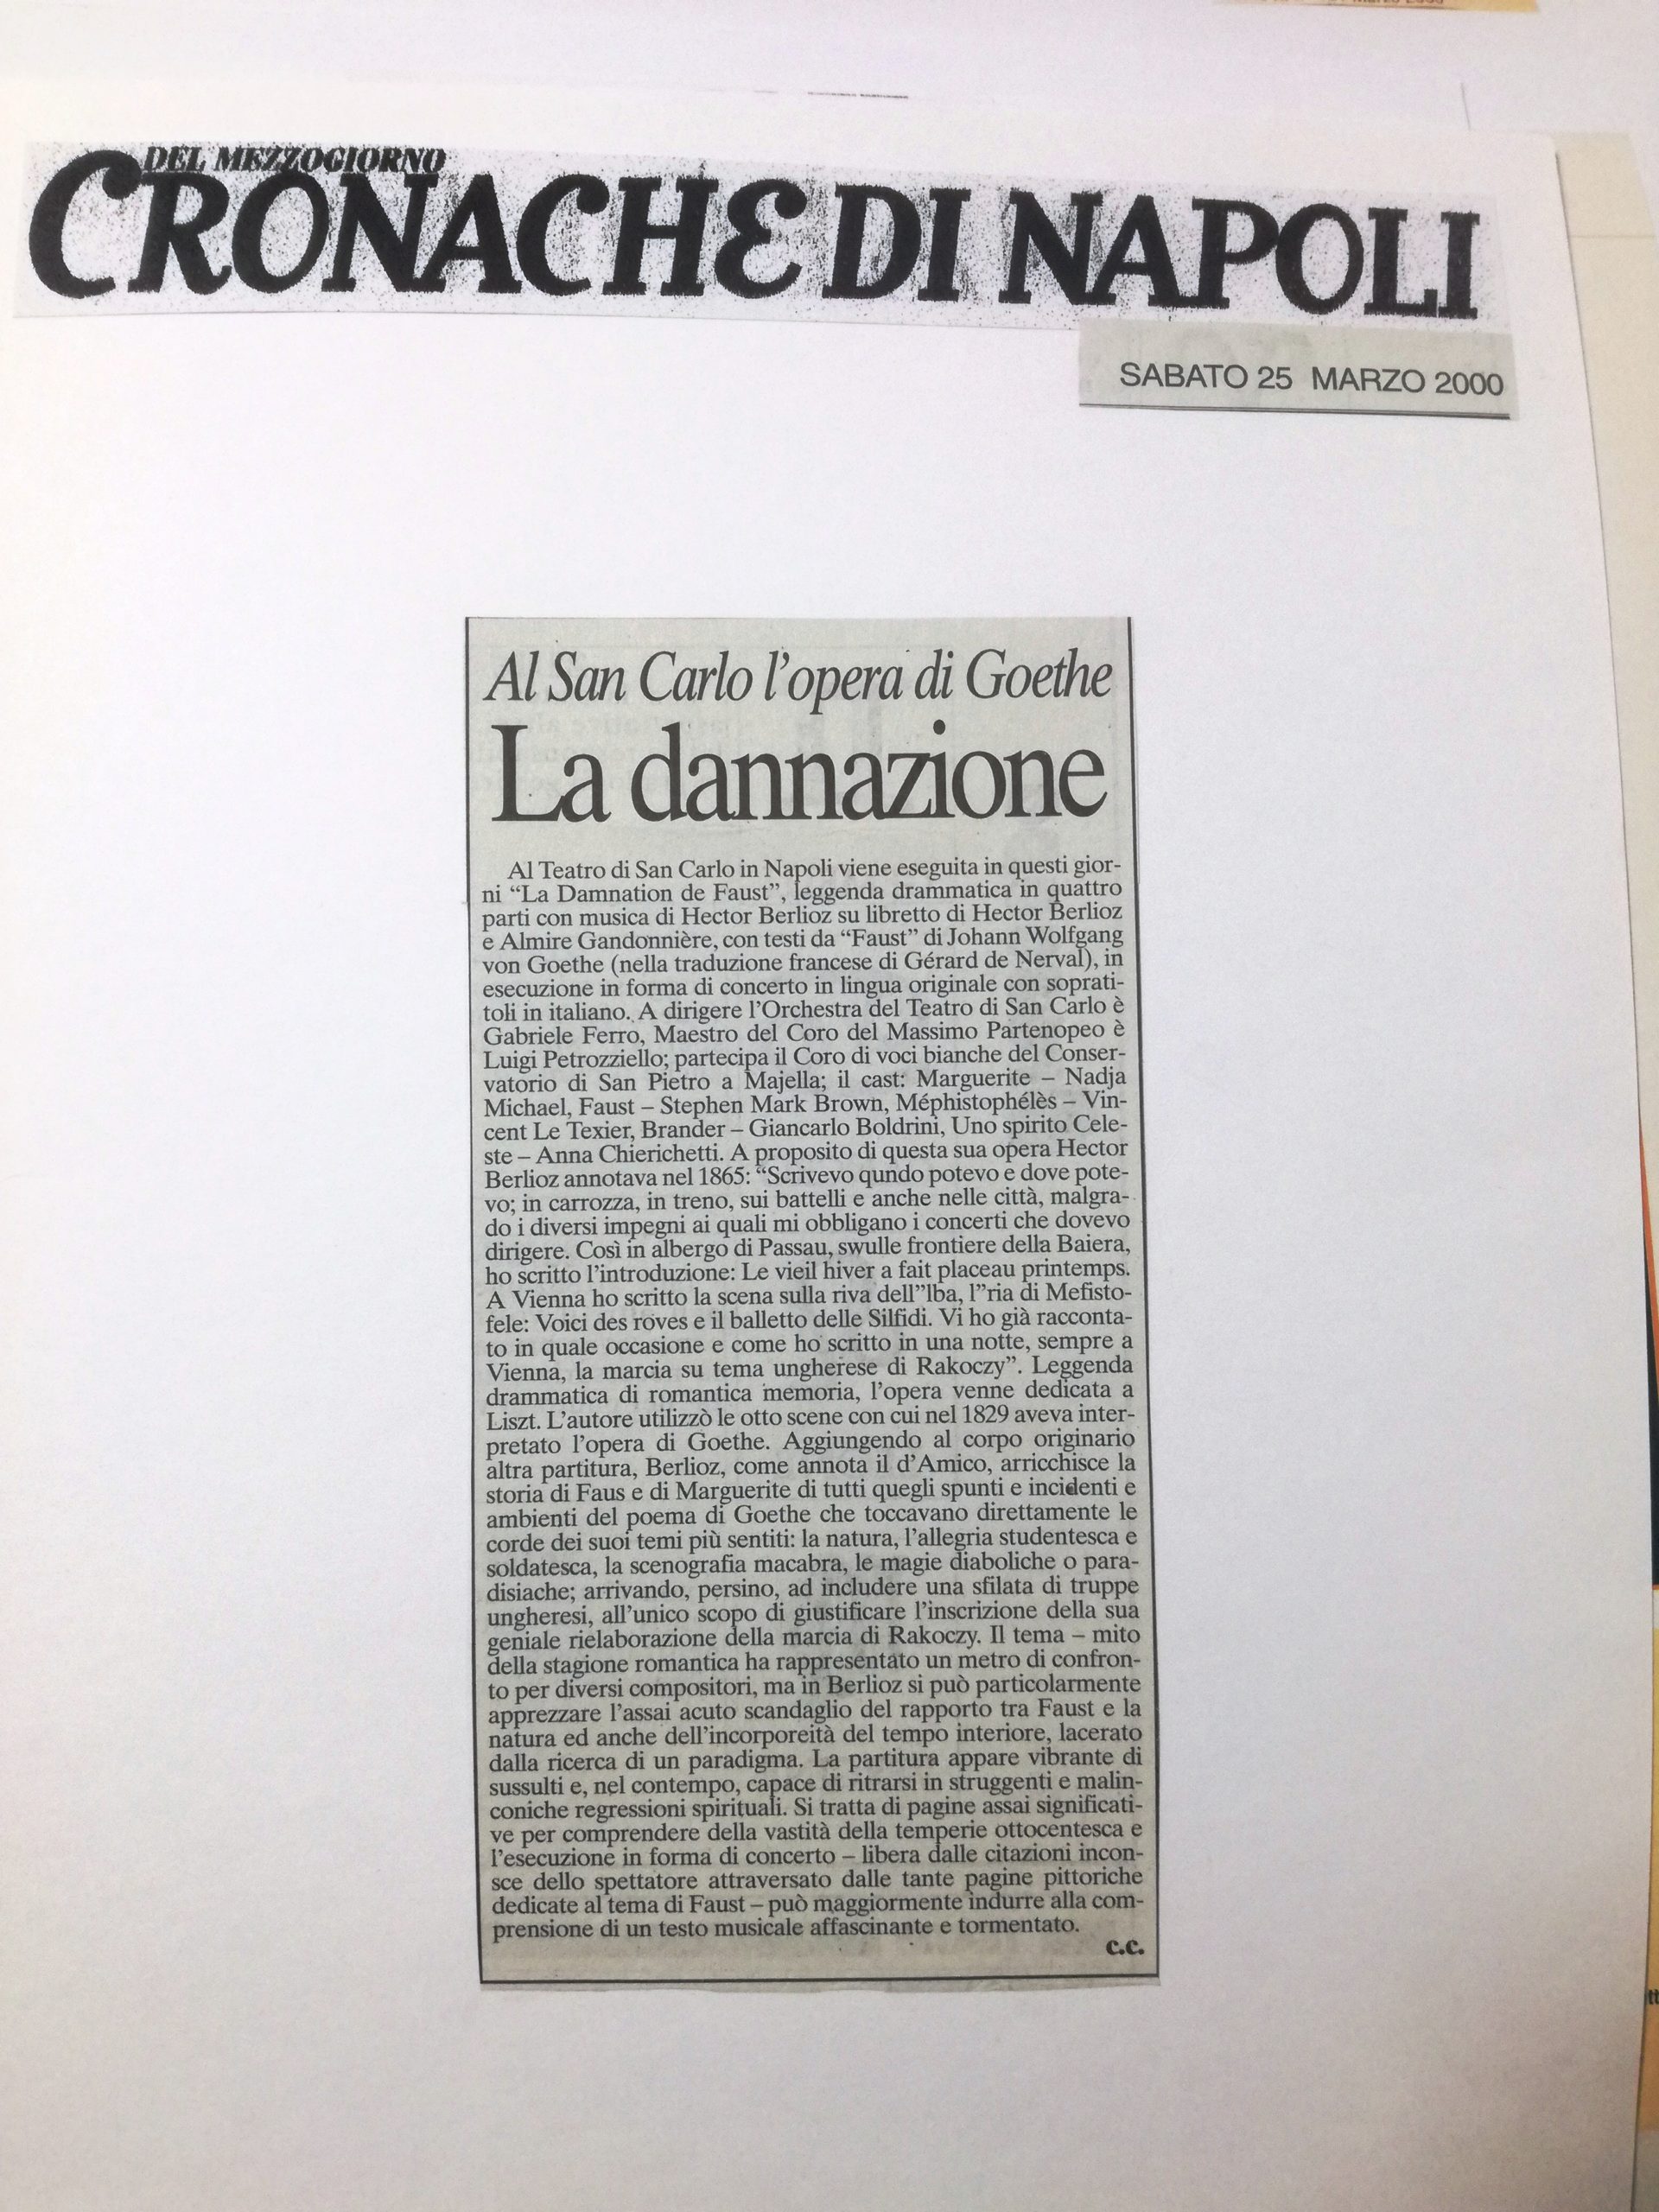 DEL MEZZOGIORNO
CRONACHE DI NAPOLI
SABATO 25 MARZO 2000
Al San Carlo l'opera di Goethe
La dannazione
Al Teatro di San Carlo in Napoli viene eseguita in questi gior-
ni “La Damnation de Faust”, leggenda drammatica in quattro
parti con musica di Hector Berlioz su libretto di Hector Berlioz
e Almire Gandonnière, con testi da “Faust” di Johann Wolfgang
von Goethe (nella traduzione francese di Gérard de Nerval), in
esecuzione in forma di concerto in lingua originale con soprati-
toli in italiano. A dirigere l'Orchestra del Teatro di San Carlo è
Gabriele Ferro, Maestro del Coro del Massimo Partenopeo è
Luigi Petrozziello; partecipa il Coro di voci bianche del Conser-
vatorio di San Pietro a Majella; il cast: Marguerite – Nadja
Michael, Faust – Stephen Mark Brown, Méphistophélès – Vin-
cent Le Texier, Brander – Giancarlo Boldrini, Uno spirito Cele-
ste – Anna Chierichetti. A proposito di questa sua opera Hector
Berlioz annotava nel 1865: “Scrivevo qundo potevo e dove pote-
vo; in carrozza, in treno, sui battelli e anche nelle città, malgra-
do i diversi impegni ai quali mi obbligano i concerti che dovevo
dirigere. Così in albergo di Passau, swulle frontiere della Baiera,
ho scritto l'introduzione: Le vieil hiver a fait placeau printemps.
A Vienna ho scritto la scena sulla riva dell”lba, l”ria di Mefisto-
fele: Voici des roves e il balletto delle Silfidi. Vi ho già racconta-
to in quale occasione e come ho scritto in una notte, sempre a
Vienna, la marcia su tema ungherese di Rakoczy”. Leggenda
drammatica di romantica memoria, l'opera venne dedicata a
Liszt. L'autore utilizzò le otto scene con cui nel 1829 aveva inter-
pretato l'opera di Goethe. Aggiungendo al corpo originario
altra partitura, Berlioz, come annota il d'Amico, arricchisce la
storia di Faus e di Marguerite di tutti quegli spunti e incidenti e
ambienti del poema di Goethe che toccavano direttamente le
corde dei suoi temi più sentiti: la natura, l'allegria studentesca e
soldatesca, la scenografia macabra, le magie diaboliche o para-
disiache; arrivando, persino, ad includere una sfilata di truppe
ungheresi, all'unico scopo di giustificare l'inscrizione della sua
geniale rielaborazione della marcia di Rakoczy. Il tema – mito
della stagione romantica ha rappresentato un metro di confron-
to per diversi compositori, ma in Berlioz si può particolarmente
apprezzare l'assai acuto scandaglio del rapporto tra Faust e la
natura ed anche dell'incorporeità del tempo interiore, lacerato
dalla ricerca di un paradigma. La partitura appare vibrante di
sussulti e, nel contempo, capace di ritrarsi in struggenti e malin-
coniche regressioni spirituali. Si tratta di pagine assai significati-
ve per comprendere della vastità della temperie ottocentesca e
l'esecuzione in forma di concerto – libera dalle citazioni incon-
sce dello spettatore attraversato dalle tante pagine pittoriche
dedicate al tema di Faust – può maggiormente indurre alla com-
prensione di un testo musicale affascinante e tormentato.
c.c.